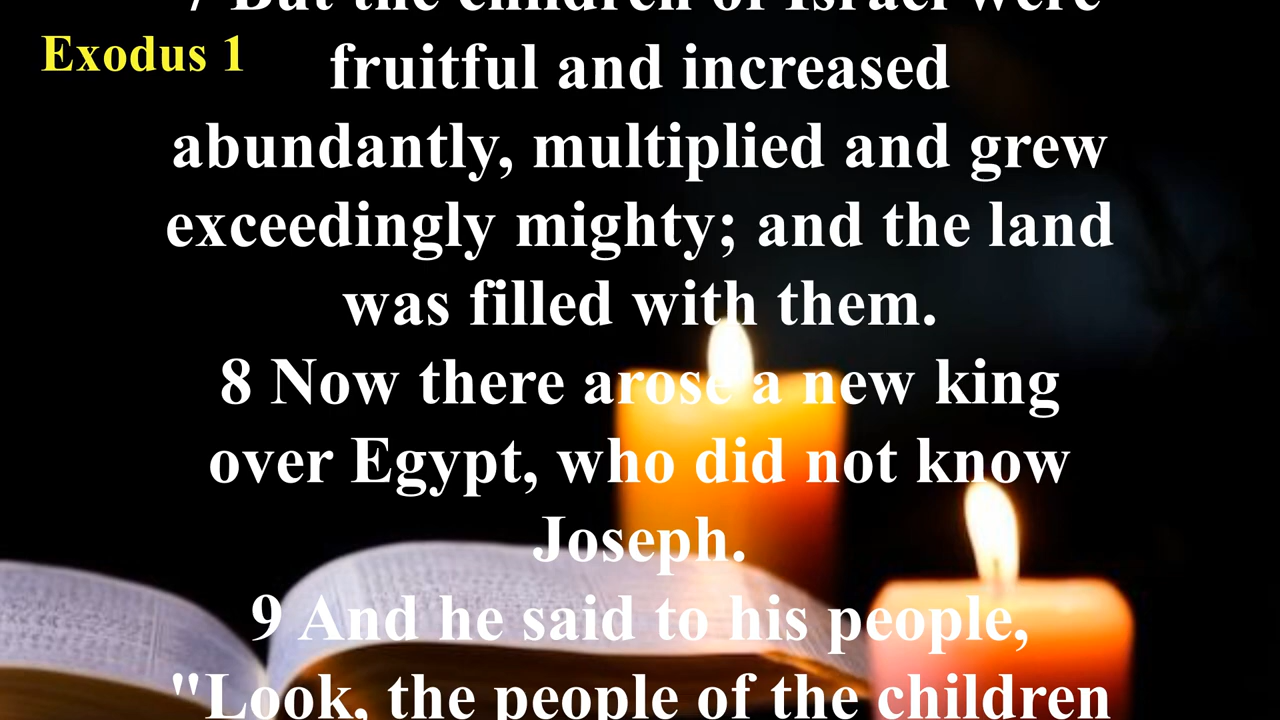 7 But the children of Israel were
Exodus 1
fruitful and increased
abundantly, multiplied and grew
exceedingly mighty; and the land
was filled with them.
8 Now there arose a new king
over Egypt, who did not know
Joseph.
9 And he said to his people,
"Look, the people of the children